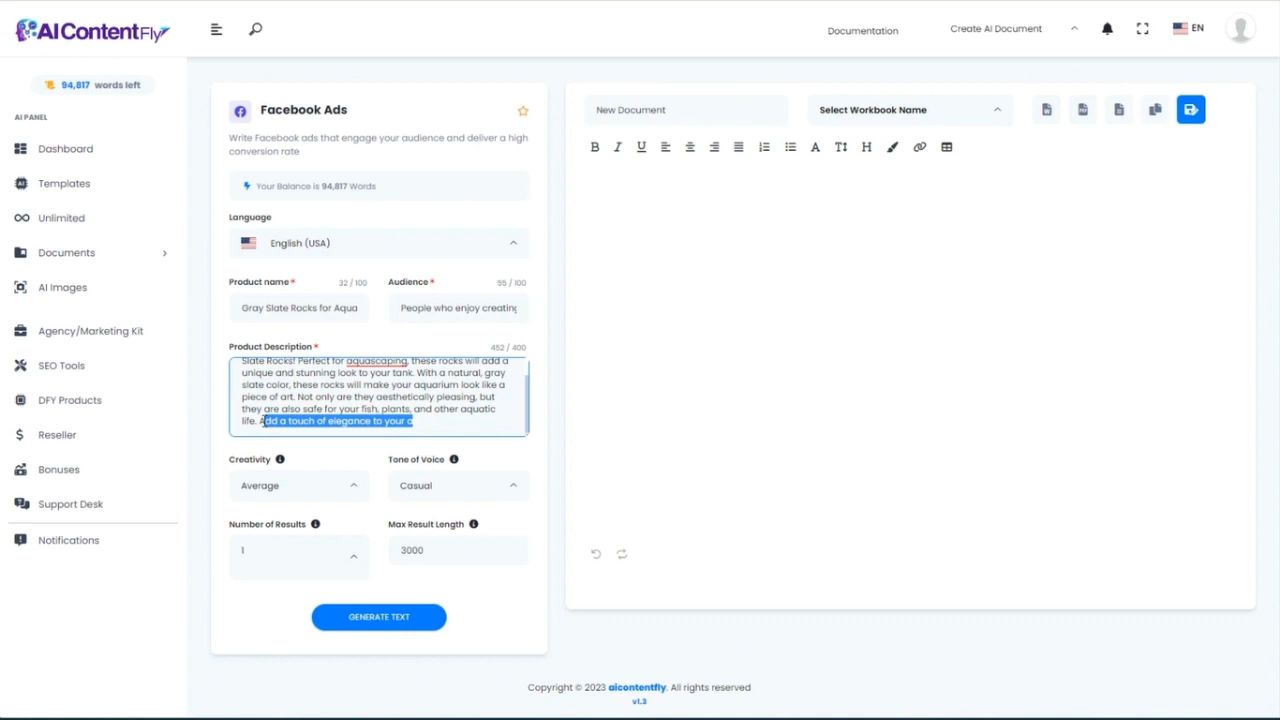 AI ContentFly
Documentation
Create AI Document
EN
94,817 words left
AI PANEL
Dashboard
Templates
Unlimited
Documents
AI Images
Agency/Marketing Kit
SEO Tools
DFY Products
Reseller
Bonuses
Support Desk
Notifications
Facebook Ads
Write Facebook ads that engage your audience and deliver a high
conversion rate
Your Balance is 94,817 Words
Language
English (USA)
Product name * 32 / 100
Audience * 55 / 100
Gray Slate Rocks for Aqua
People who enjoy creating
Product Description * 452 / 400
Slate Rocks! Perfect for aquascaping, these rocks will add a
unique and stunning look to your tank. With a natural, gray
slate color, these rocks will make your aquarium look like a
piece of art. Not only are they aesthetically pleasing, but
they are also safe for your fish, plants, and other aquatic
life. Add a touch of elegance to your a
Creativity
Tone of Voice
Average
Casual
Number of Results
Max Result Length
1
3000
GENERATE TEXT
New Document
Select Workbook Name
B I U H
Copyright © 2023 aicontentfly. All rights reserved
v1.3